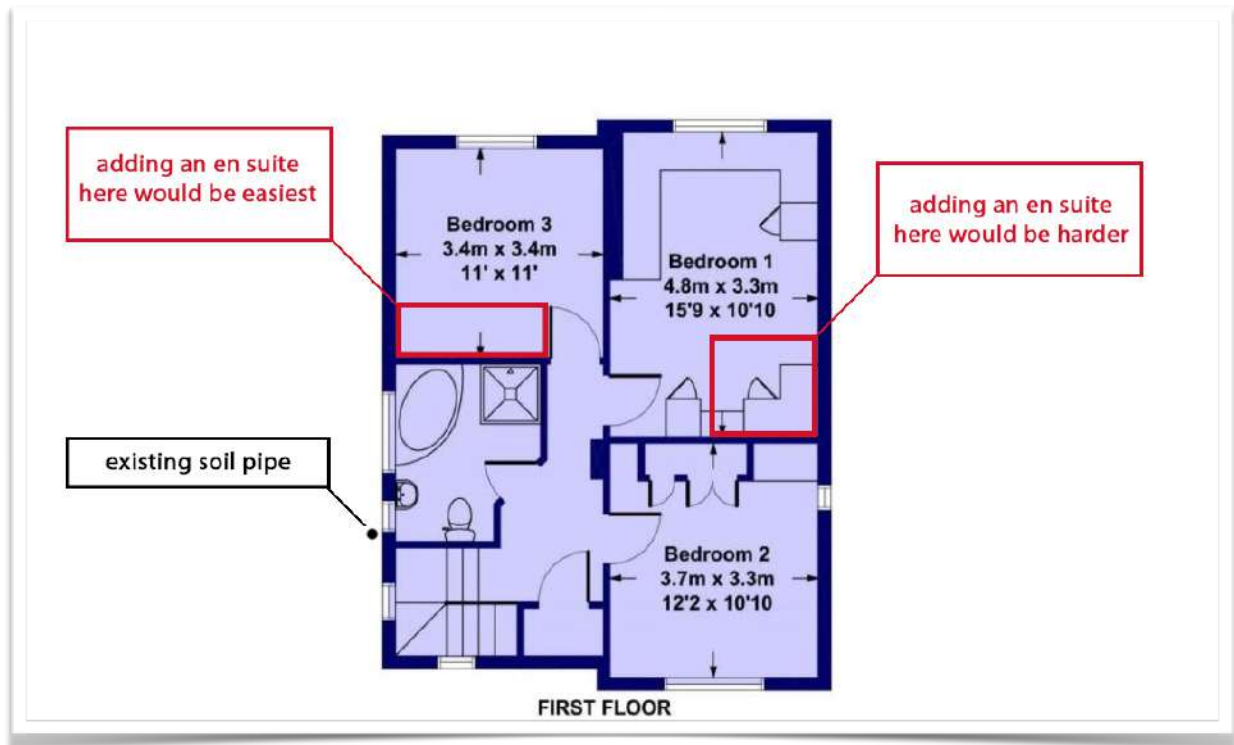 adding an en suite
here would be easiest
adding an en suite
here would be harder
Bedroom 3
3.4m x 3.4m
11' x 11'
Bedroom 1
4.8m x 3.3m
15'9 x 10'10
existing soil pipe
Bedroom 2
3.7m x 3.3m
12'2 x 10'10
FIRST FLOOR